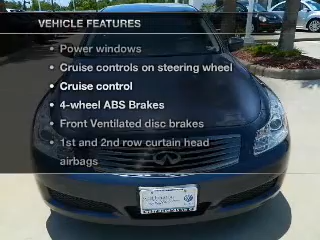 VEHICLE FEATURES
• Power windows
• Cruise controls on steering wheel
• Cruise control
• 4-wheel ABS Brakes
• Front Ventilated disc brakes
• 1st and 2nd row curtain head
airbags